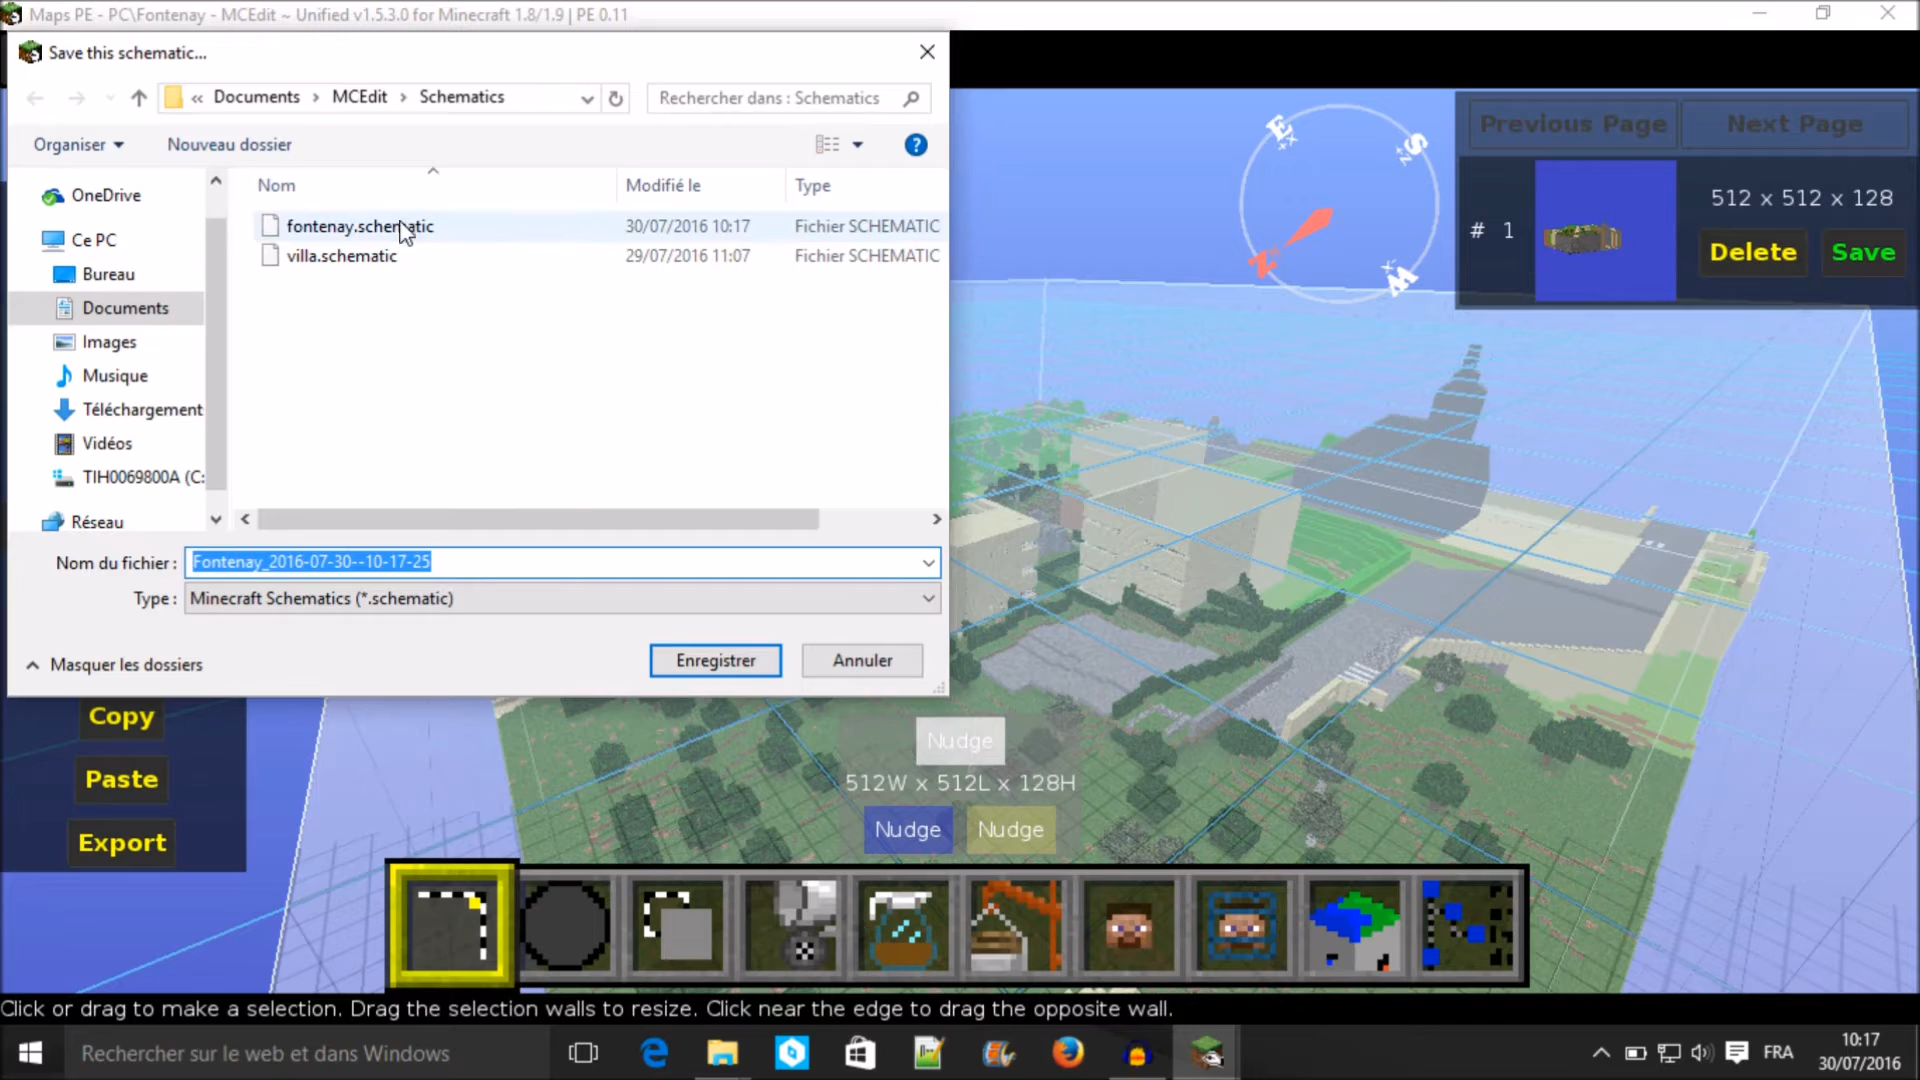 Maps PE - PC\Fontenay - MCEdit ~ Unified v1.5.3.0 for Minecraft 1.8/1.9 | PE 0.11
Save this schematic...
« Documents › MCEdit › Schematics
Rechercher dans : Schematics
Organiser
Nouveau dossier
?
Nom
Modifié le
Type
fontenay.schematic
30/07/2016 10:17
Fichier SCHEMATIC
villa.schematic
29/07/2016 11:07
Fichier SCHEMATIC
OneDrive
Ce PC
Bureau
Documents
Images
Musique
Téléchargement
Vidéos
TIH0069800A (C:
Réseau
Nom du fichier :
Fontenay_2016-07-30--10-17-25
Type :
Minecraft Schematics (*.schematic)
Masquer les dossiers
Enregistrer
Annuler
E
+X
S
+Z
N
W
-X
Previous Page
Next Page
# 1
512 x 512 x 128
Delete
Save
Copy
Paste
Export
Nudge
512W x 512L x 128H
Nudge
Nudge
Click or drag to make a selection. Drag the selection walls to resize. Click near the edge to drag the opposite wall.
Rechercher sur le web et dans Windows
FRA
10:17
30/07/2016